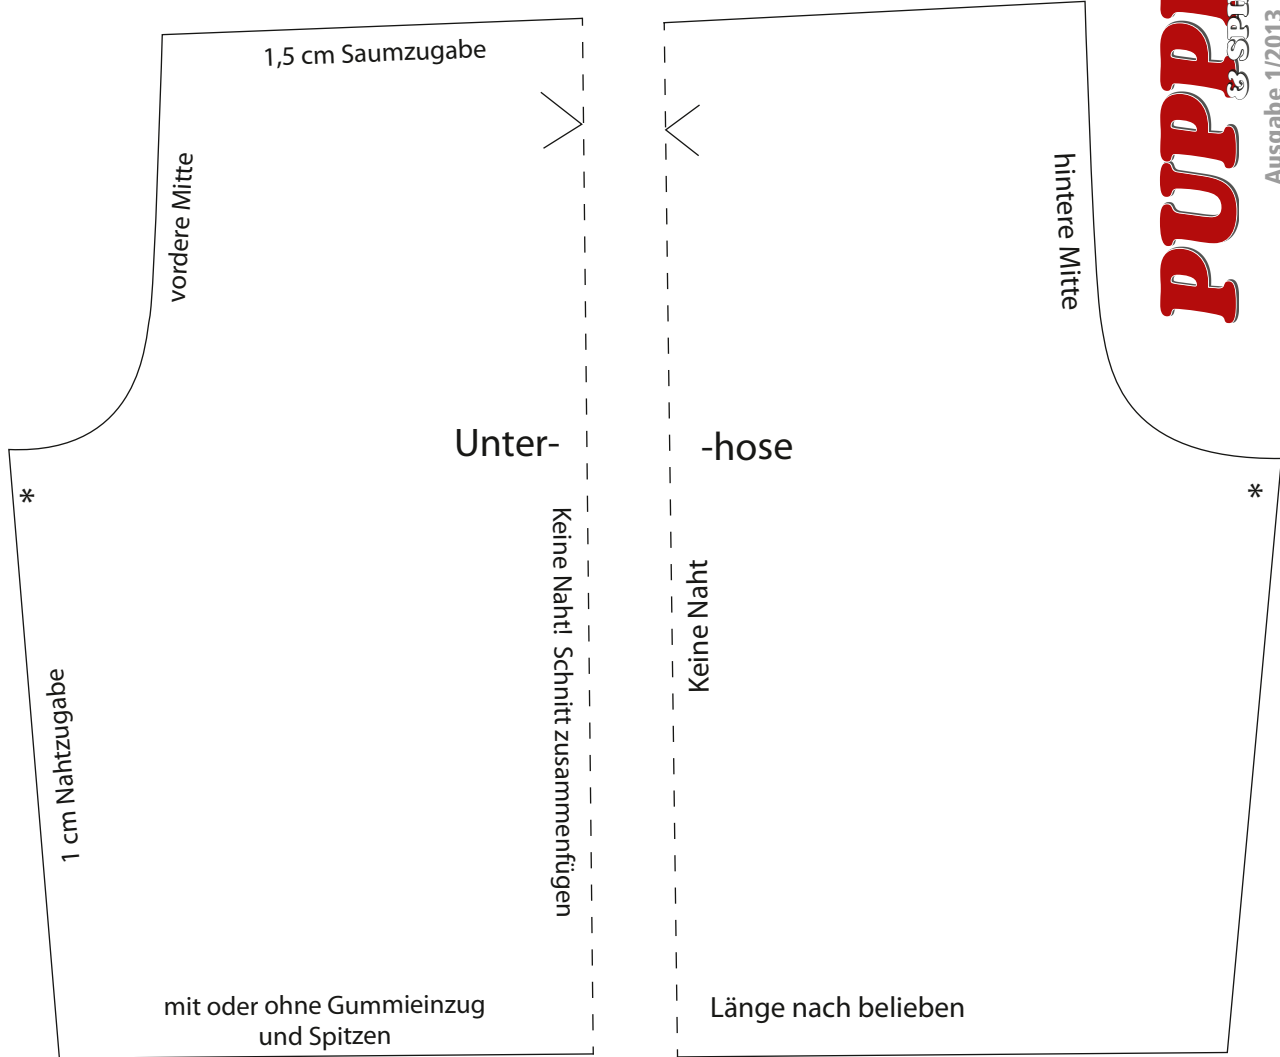 1,5 cm Saumzugabe
vordere Mitte
hintere Mitte
Unter-
-hose
*
*
Keine Naht! Schnitt zusammenfügen
Keine Naht
1 cm Nahtzugabe
mit oder ohne Gummieinzug
und Spitzen
Länge nach belieben
Ausgabe 1/2013